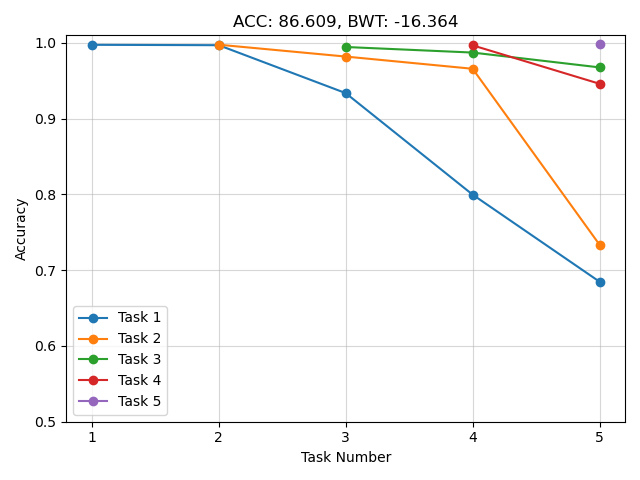 ACC: 86.609, BWT: -16.364
1.0
0.9
0.8
0.7
0.6
0.5
Accuracy
Task 1
Task 2
Task 3
Task 4
Task 5
1 2 3 4 5
Task Number